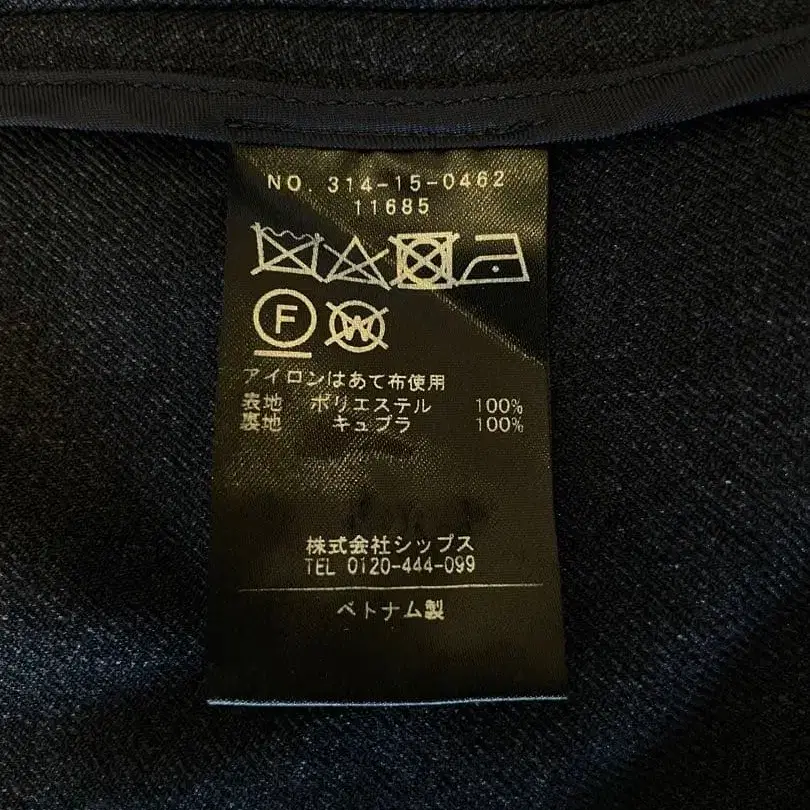 NO. 314-15-0462
11685
F W
アイロンはあて布使用
表地 ポリエステル 100%
裏地 キュプラ 100%
株式会社シップス
TEL 0120-444-099
ベトナム製